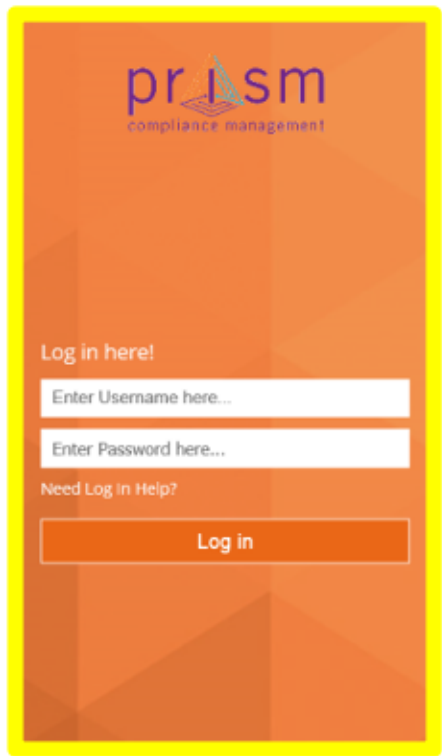 prism
compliance management
Log in here!
Enter Username here...
Enter Password here...
Need Log In Help?
Log in